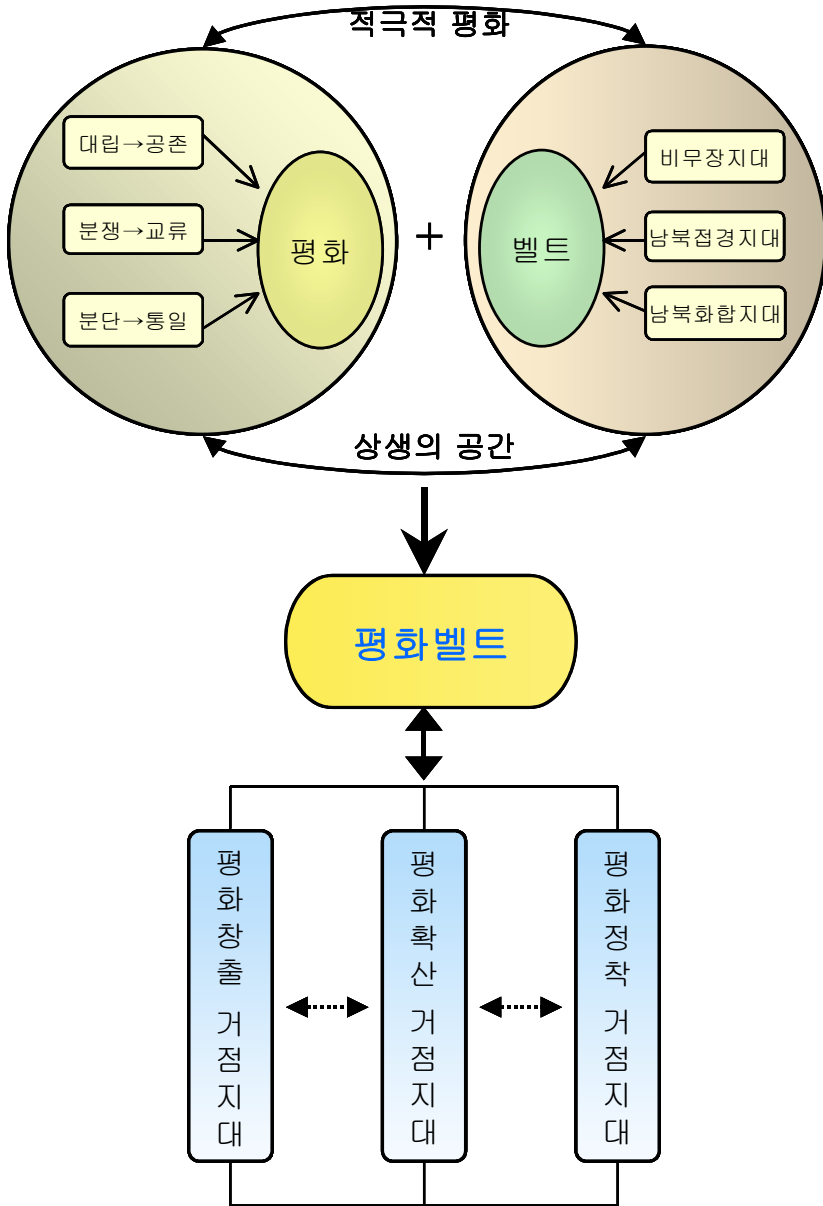 적극적 평화
대립→공존
분쟁→교류
분단→통일
평화
+
벨트
비무장지대
남북접경지대
남북화합지대
상생의 공간
평화벨트
평화창출 거점지대
평화확산 거점지대
평화정착 거점지대